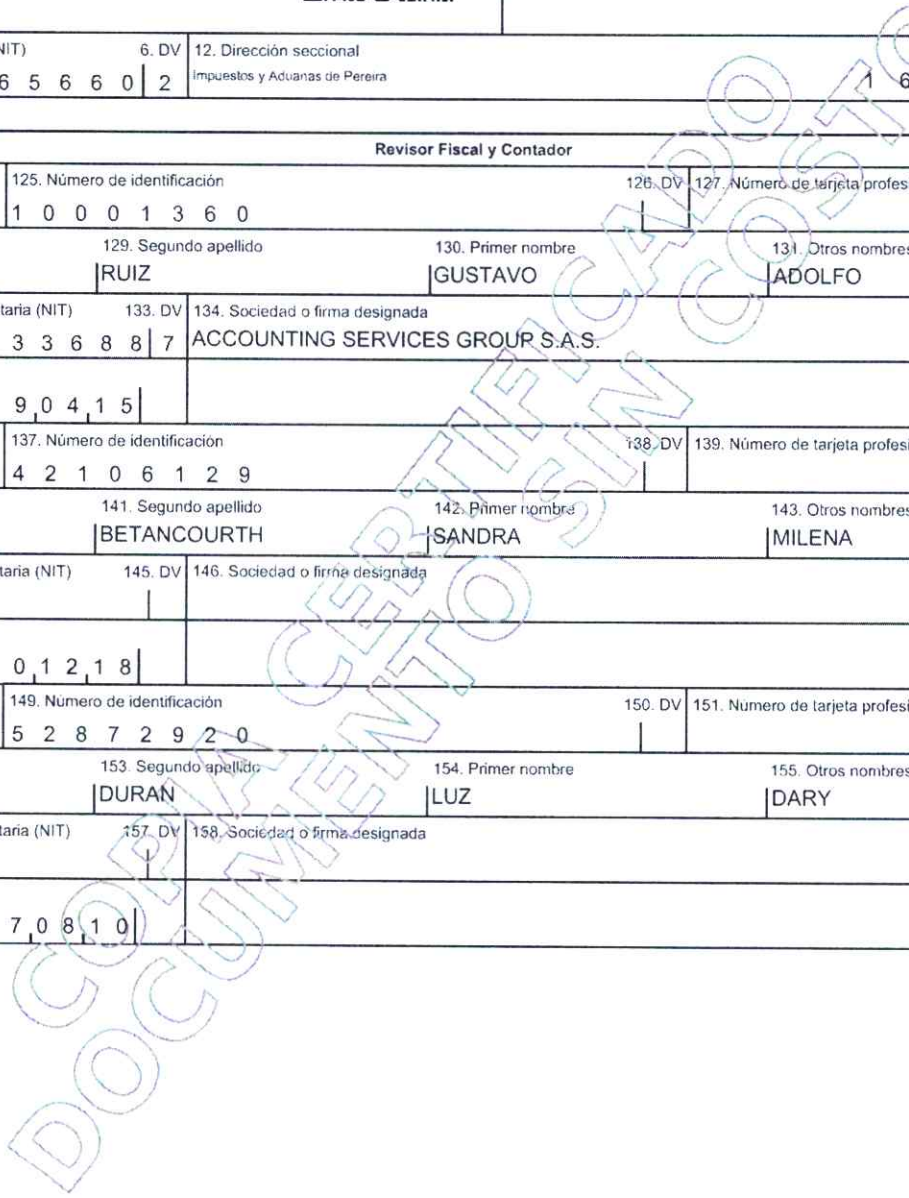 NIT) 6. DV 12. Dirección seccional
6 5 6 6 0 2 Impuestos y Aduanas de Pereira 1 6
Revisor Fiscal y Contador
125. Número de identificación 126. DV 127. Número de tarjeta profesi
1 0 0 0 1 3 6 0
129. Segundo apellido 130. Primer nombre 131. Otros nombres
RUIZ GUSTAVO ADOLFO
taria (NIT) 133. DV 134. Sociedad o firma designada
3 3 6 8 8 7 ACCOUNTING SERVICES GROUP S.A.S.
9 0 4 1 5
137. Número de identificación 138. DV 139. Número de tarjeta profesi
4 2 1 0 6 1 2 9
141. Segundo apellido 142. Primer nombre 143. Otros nombres
BETANCOURTH SANDRA MILENA
taria (NIT) 145. DV 146. Sociedad o firma designada
0 1 2 1 8
149. Número de identificación 150. DV 151. Número de tarjeta profesi
5 2 8 7 2 9 2 0
153. Segundo apellido 154. Primer nombre 155. Otros nombres
DURAN LUZ DARY
taria (NIT) 157. DV 158. Sociedad o firma designada
7 0 8 1 0
COPIA CERTIFICADO
DOCUMENTO SIN COSTO